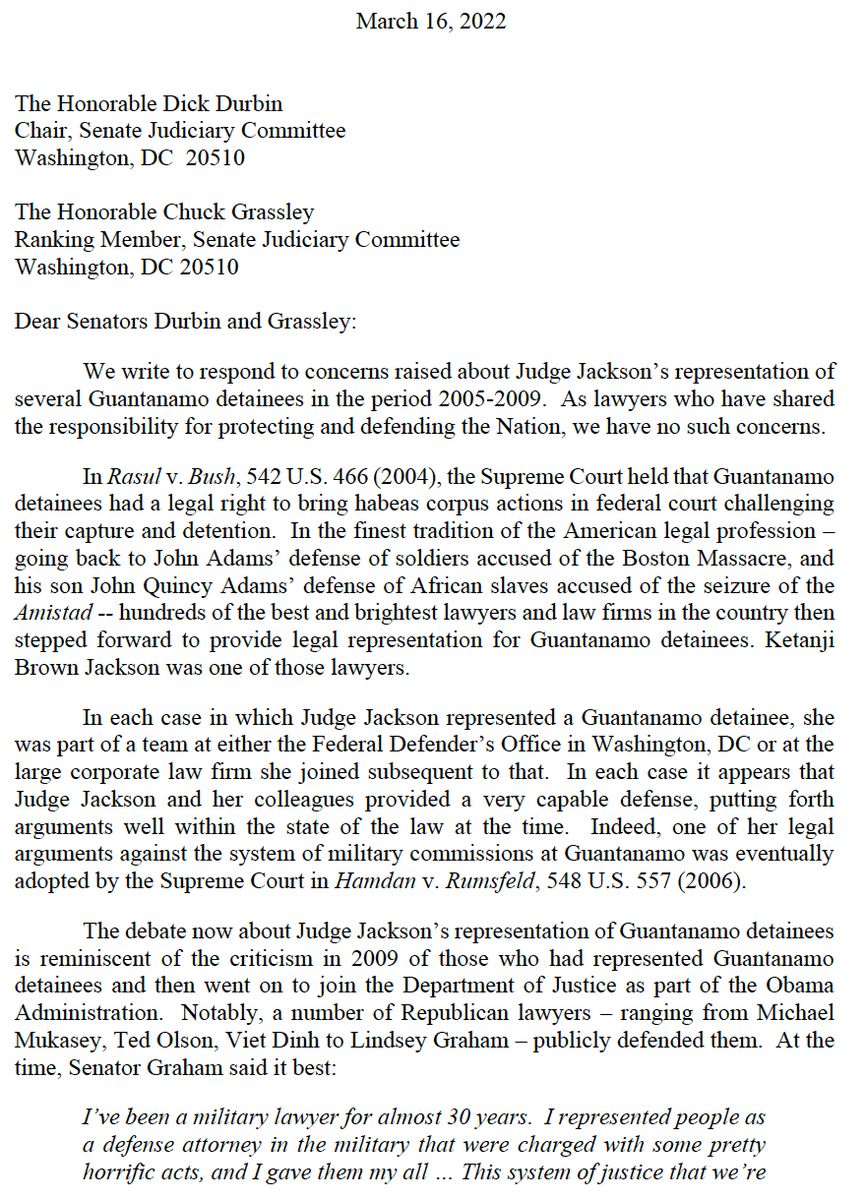 March 16, 2022
The Honorable Dick Durbin
Chair, Senate Judiciary Committee
Washington, DC  20510
The Honorable Chuck Grassley
Ranking Member, Senate Judiciary Committee
Washington, DC 20510
Dear Senators Durbin and Grassley:
We write to respond to concerns raised about Judge Jackson’s representation of
several Guantanamo detainees in the period 2005-2009.  As lawyers who have shared
the responsibility for protecting and defending the Nation, we have no such concerns.
In Rasul v. Bush, 542 U.S. 466 (2004), the Supreme Court held that Guantanamo
detainees had a legal right to bring habeas corpus actions in federal court challenging
their capture and detention.  In the finest tradition of the American legal profession –
going back to John Adams’ defense of soldiers accused of the Boston Massacre, and
his son John Quincy Adams’ defense of African slaves accused of the seizure of the
Amistad -- hundreds of the best and brightest lawyers and law firms in the country then
stepped forward to provide legal representation for Guantanamo detainees. Ketanji
Brown Jackson was one of those lawyers.
In each case in which Judge Jackson represented a Guantanamo detainee, she
was part of a team at either the Federal Defender’s Office in Washington, DC or at the
large corporate law firm she joined subsequent to that.  In each case it appears that
Judge Jackson and her colleagues provided a very capable defense, putting forth
arguments well within the state of the law at the time.  Indeed, one of her legal
arguments against the system of military commissions at Guantanamo was eventually
adopted by the Supreme Court in Hamdan v. Rumsfeld, 548 U.S. 557 (2006).
The debate now about Judge Jackson’s representation of Guantanamo detainees
is reminiscent of the criticism in 2009 of those who had represented Guantanamo
detainees and then went on to join the Department of Justice as part of the Obama
Administration.  Notably, a number of Republican lawyers – ranging from Michael
Mukasey, Ted Olson, Viet Dinh to Lindsey Graham – publicly defended them.  At the
time, Senator Graham said it best:
I’ve been a military lawyer for almost 30 years.  I represented people as
a defense attorney in the military that were charged with some pretty
horrific acts, and I gave them my all … This system of justice that we’re